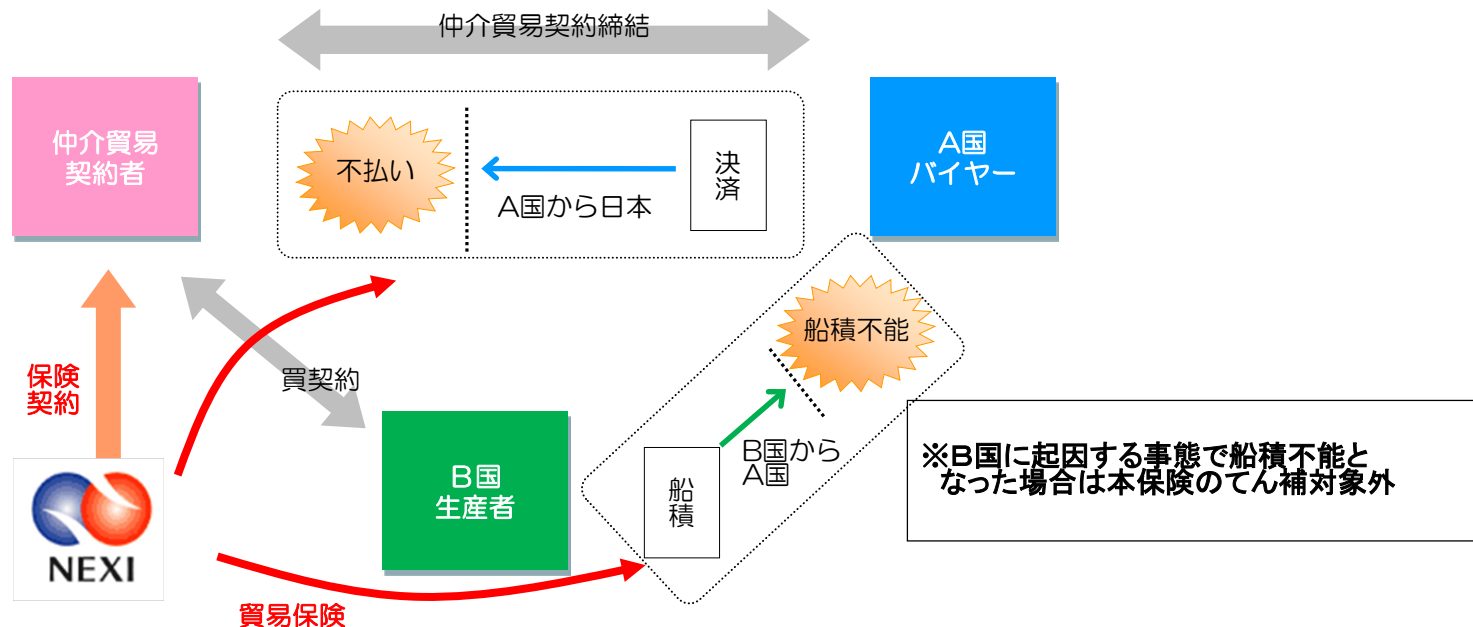 仲介貿易契約締結
仲介貿易
契約者
不払い
決
済
A国から日本
A国
バイヤー
船積不能
保険
契約
買契約
B国
生産者
B国から
A国
船
積
※B国に起因する事態で船積不能と
なった場合は本保険のてん補対象外
NEXI
貿易保険